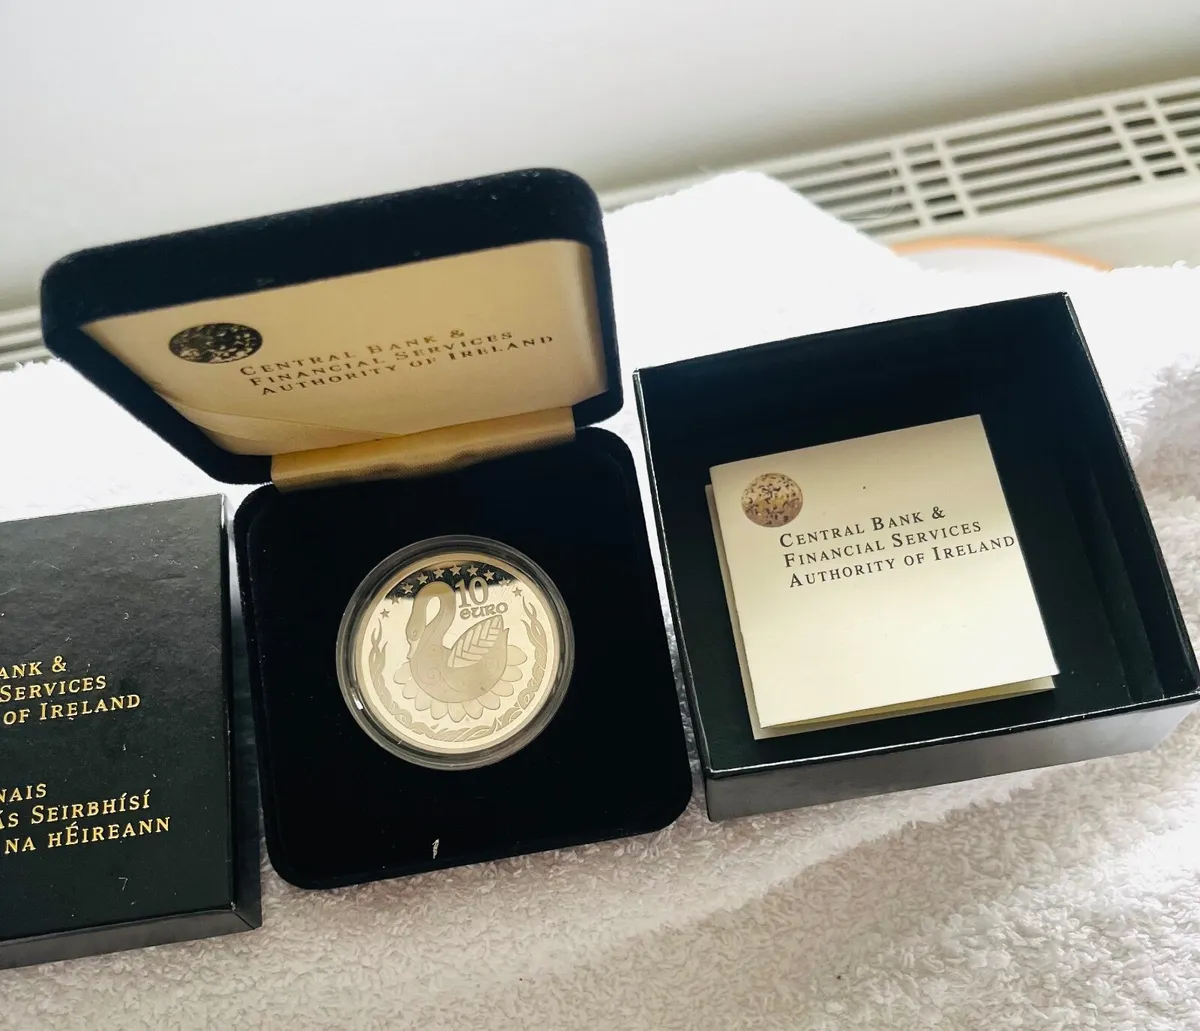 CENTRAL BANK &
FINANCIAL SERVICES
AUTHORITY OF IRELAND
10
euro
CENTRAL BANK &
FINANCIAL SERVICES
AUTHORITY OF IRELAND
ANK &
SERVICES
OF IRELAND
NAIS
ÁS SEIRBHÍSÍ
NA HÉIREANN